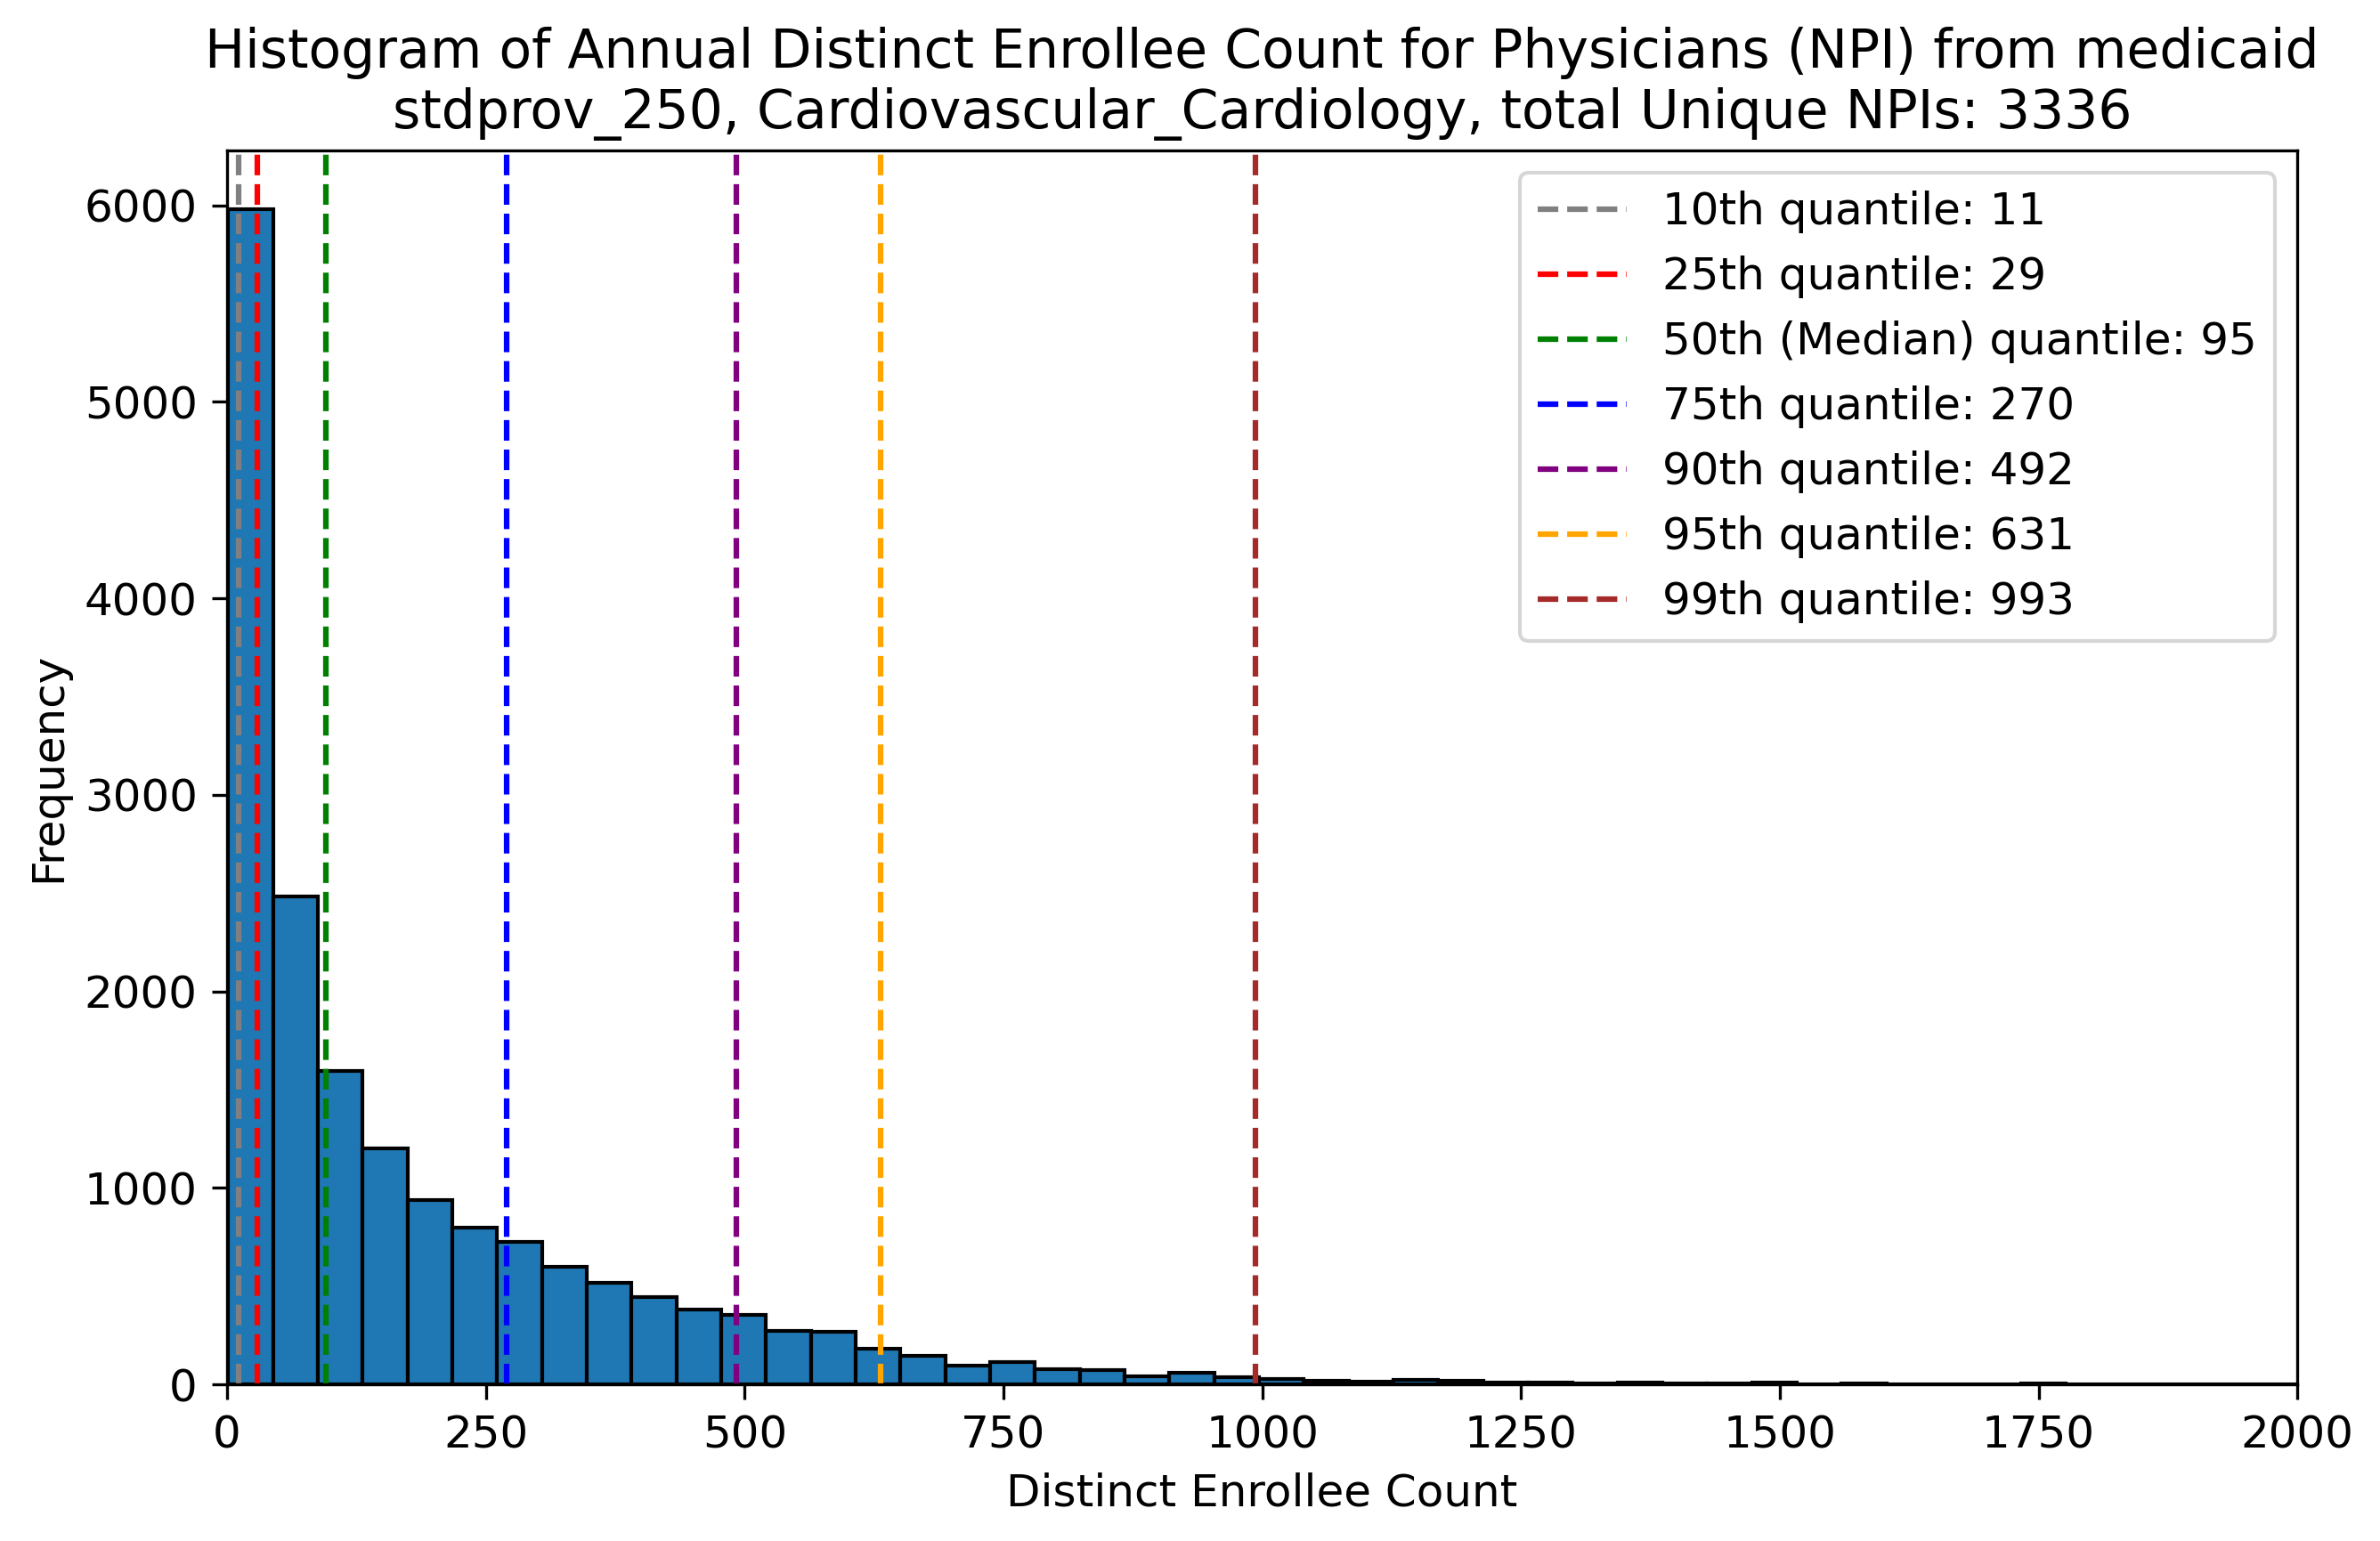 Histogram of Annual Distinct Enrollee Count for Physicians (NPI) from medicaid
stdprov_250, Cardiovascular_Cardiology, total Unique NPIs: 3336
10th quantile: 11
25th quantile: 29
50th (Median) quantile: 95
75th quantile: 270
90th quantile: 492
95th quantile: 631
99th quantile: 993
Frequency
6000
5000
4000
3000
2000
1000
0
0 250 500 750 1000 1250 1500 1750 2000
Distinct Enrollee Count